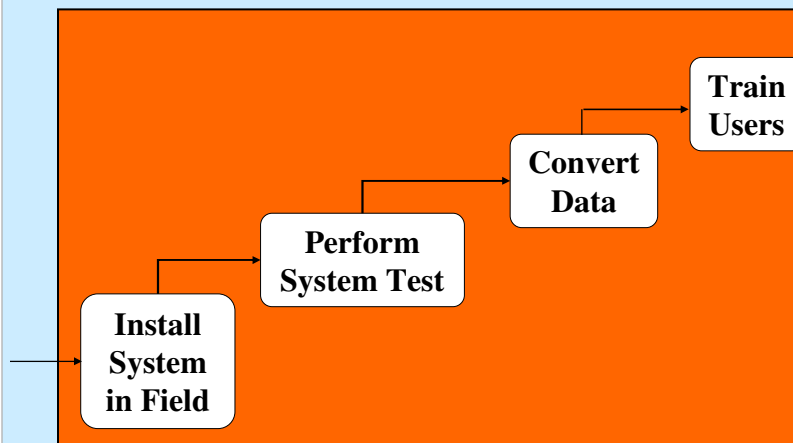 Install
System
in Field
Perform
System Test
Convert
Data
Train
Users